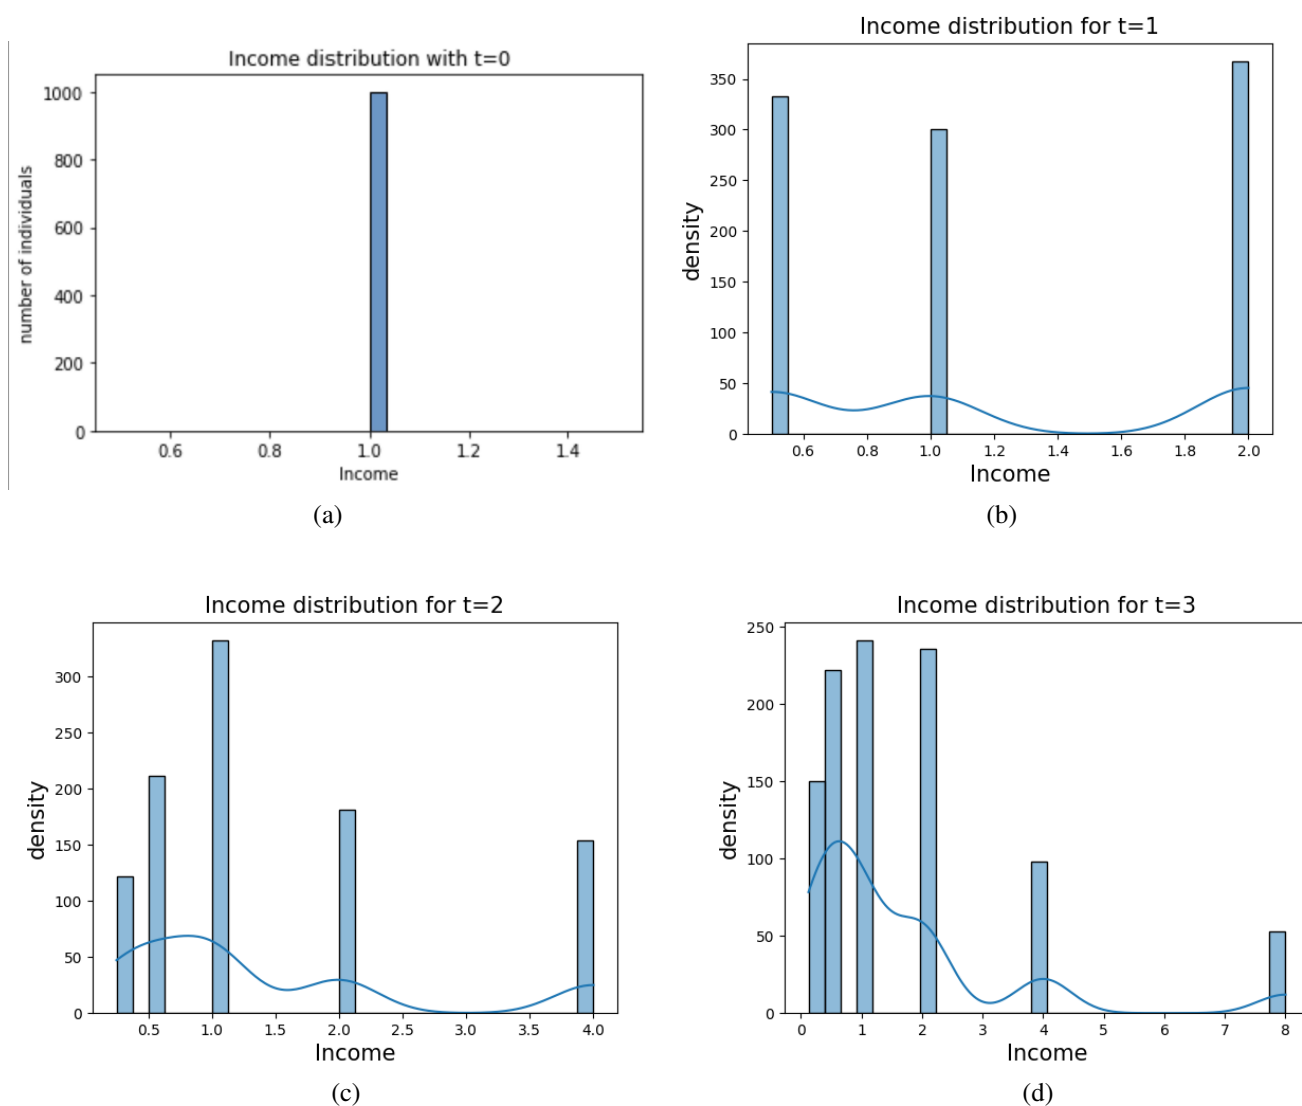 Income distribution with t=0
number of individuals
1000
800
600
400
200
0
0.6 0.8 1.0 1.2 1.4
Income
(a)
Income distribution for t=1
density
350
300
250
200
150
100
50
0
0.6 0.8 1.0 1.2 1.4 1.6 1.8 2.0
Income
(b)
Income distribution for t=2
density
300
250
200
150
100
50
0
0.5 1.0 1.5 2.0 2.5 3.0 3.5 4.0
Income
(c)
Income distribution for t=3
density
250
200
150
100
50
0
0 1 2 3 4 5 6 7 8
Income
(d)